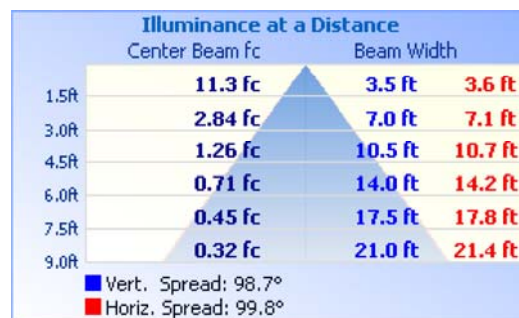 Illuminance at a Distance
Center Beam fc Beam Width
1.5ft 11.3 fc 3.5 ft 3.6 ft
3.0ft 2.84 fc 7.0 ft 7.1 ft
4.5ft 1.26 fc 10.5 ft 10.7 ft
6.0ft 0.71 fc 14.0 ft 14.2 ft
7.5ft 0.45 fc 17.5 ft 17.8 ft
9.0ft 0.32 fc 21.0 ft 21.4 ft
Vert. Spread: 98.7°
Horiz. Spread: 99.8°